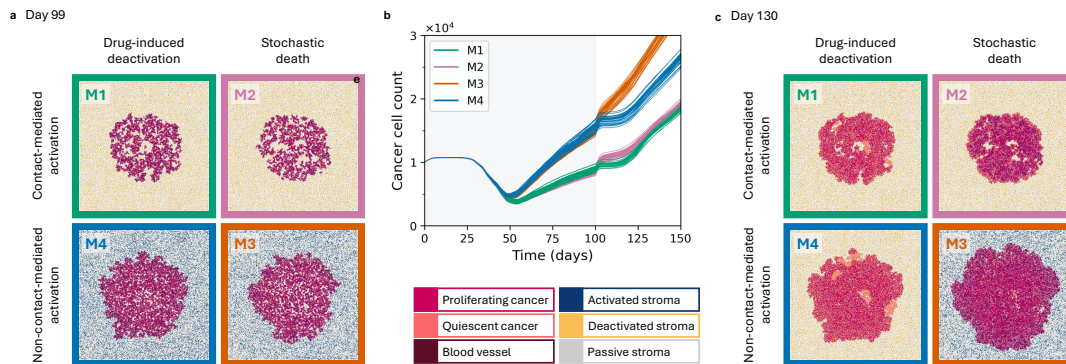 a Day 99
Drug-induced
deactivation
Stochastic
death
Contact-mediated
activation
Non-contact-mediated
activation
M1
M2
e
M4
M3
b
×10⁴
3
2
1
0
Cancer cell count
M1
M2
M3
M4
0
25
50
75
100
125
150
Time (days)
Proliferating cancer
Activated stroma
Quiescent cancer
Deactivated stroma
Blood vessel
Passive stroma
c Day 130
Drug-induced
deactivation
Stochastic
death
Contact-mediated
activation
Non-contact-mediated
activation
M1
M2
M4
M3